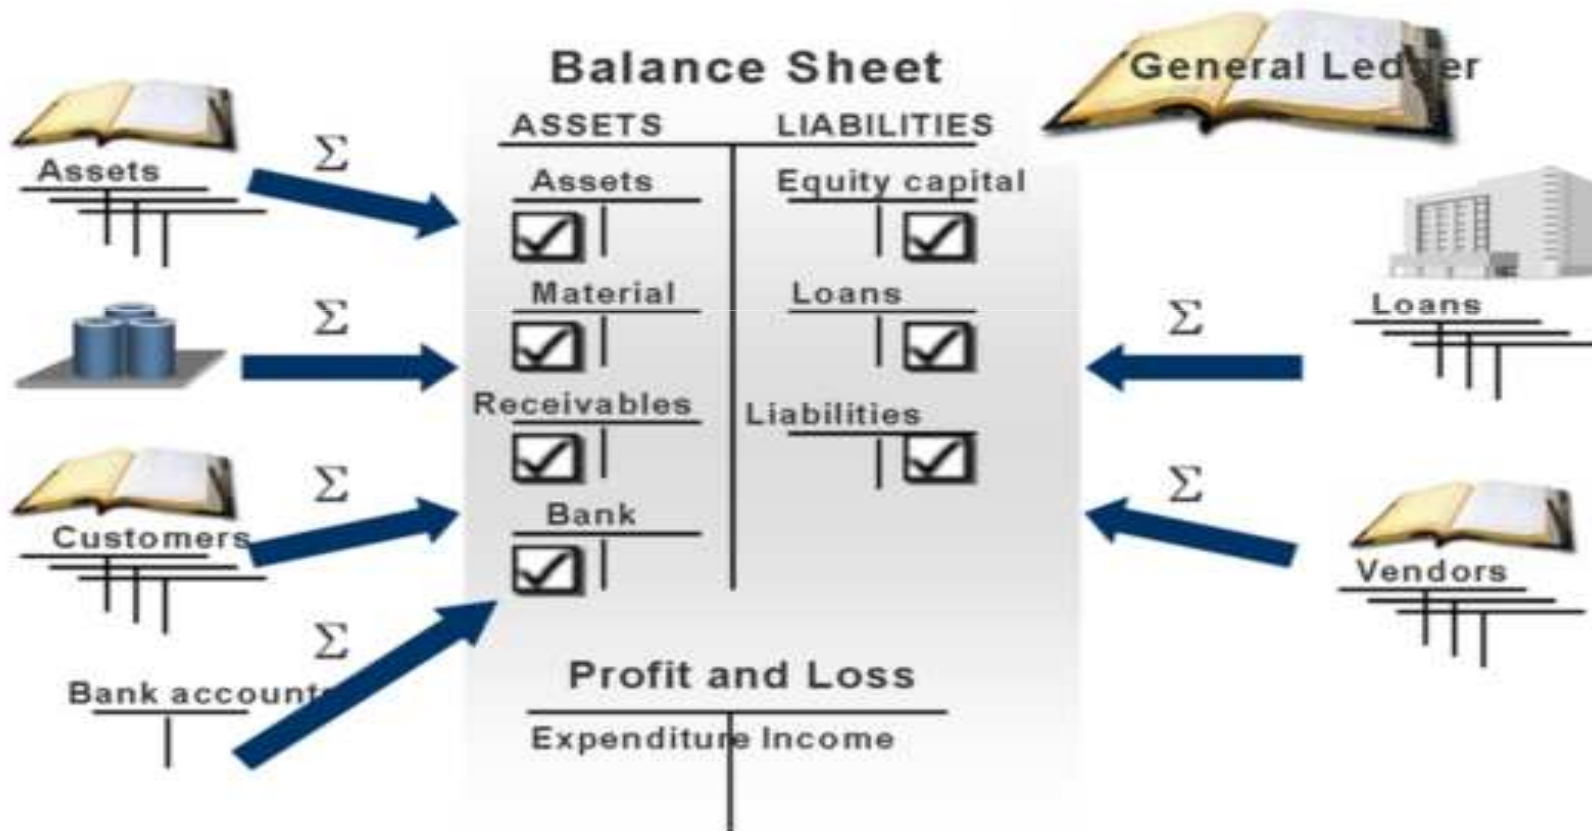 Balance Sheet
General Ledger
ASSETS
LIABILITIES
Assets
Σ
Assets
Equity capital
Material
Loans
Σ
Σ
Loans
Receivables
Liabilities
Σ
Σ
Customers
Bank
Vendors
Σ
Bank accounts
Profit and Loss
Expenditure
Income